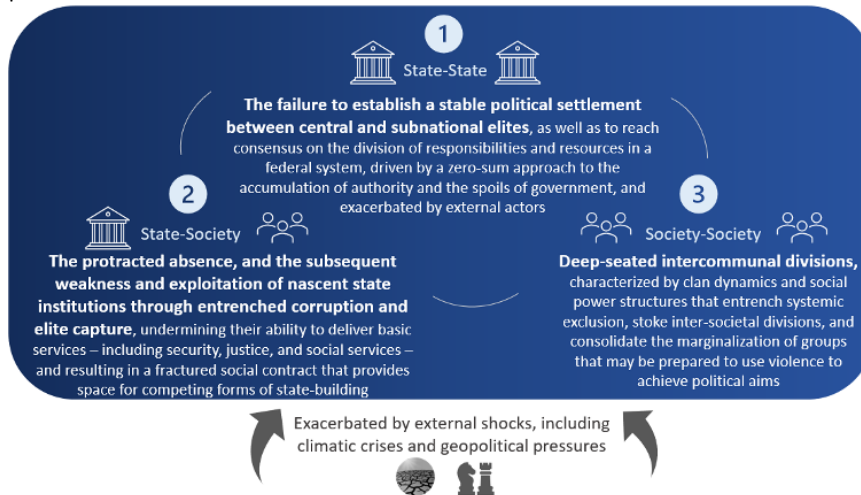 1
State-State
The failure to establish a stable political settlement
between central and subnational elites, as well as to reach
consensus on the division of responsibilities and resources in a
federal system, driven by a zero-sum approach to the
accumulation of authority and the spoils of government, and
exacerbated by external actors
2
State-Society
The protracted absence, and the subsequent
weakness and exploitation of nascent state
institutions through entrenched corruption and
elite capture, undermining their ability to deliver basic
services – including security, justice, and social services –
and resulting in a fractured social contract that provides
space for competing forms of state-building
3
Society-Society
Deep-seated intercommunal divisions,
characterized by clan dynamics and social
power structures that entrench systemic
exclusion, stoke inter-societal divisions, and
consolidate the marginalization of groups
that may be prepared to use violence to
achieve political aims
Exacerbated by external shocks, including
climatic crises and geopolitical pressures